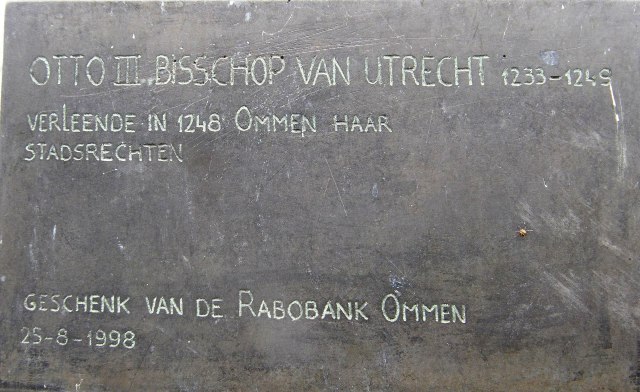 OTTO III BISSCHOP VAN UTRECHT 1233-1249
VERLEENDE IN 1248 OMMEN HAAR
STADSRECHTEN
GESCHENK VAN DE RABOBANK OMMEN
25-8-1998